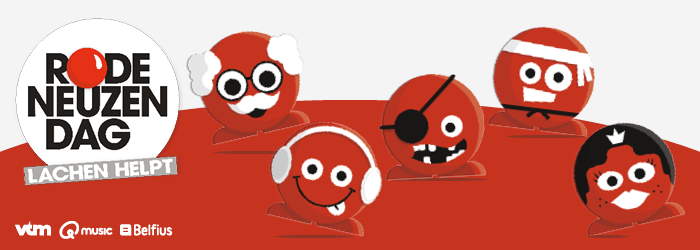 RODE
NEUZEN
DAG
LACHEN HELPT
vtm Q music Belfius